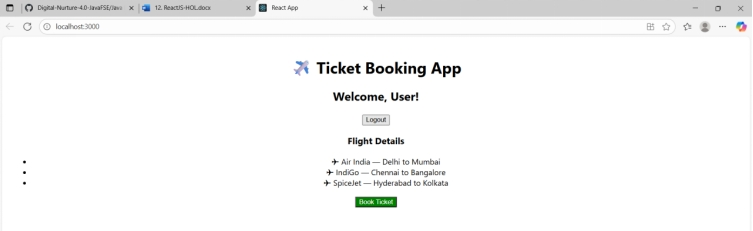 Digital-Nurture-4.0-JavaFSE/Java
12. ReactJS-HOL.docx
React App
localhost:3000
✈️ Ticket Booking App
Welcome, User!
Logout
Flight Details
✈ Air India — Delhi to Mumbai
✈ IndiGo — Chennai to Bangalore
✈ SpiceJet — Hyderabad to Kolkata
Book Ticket